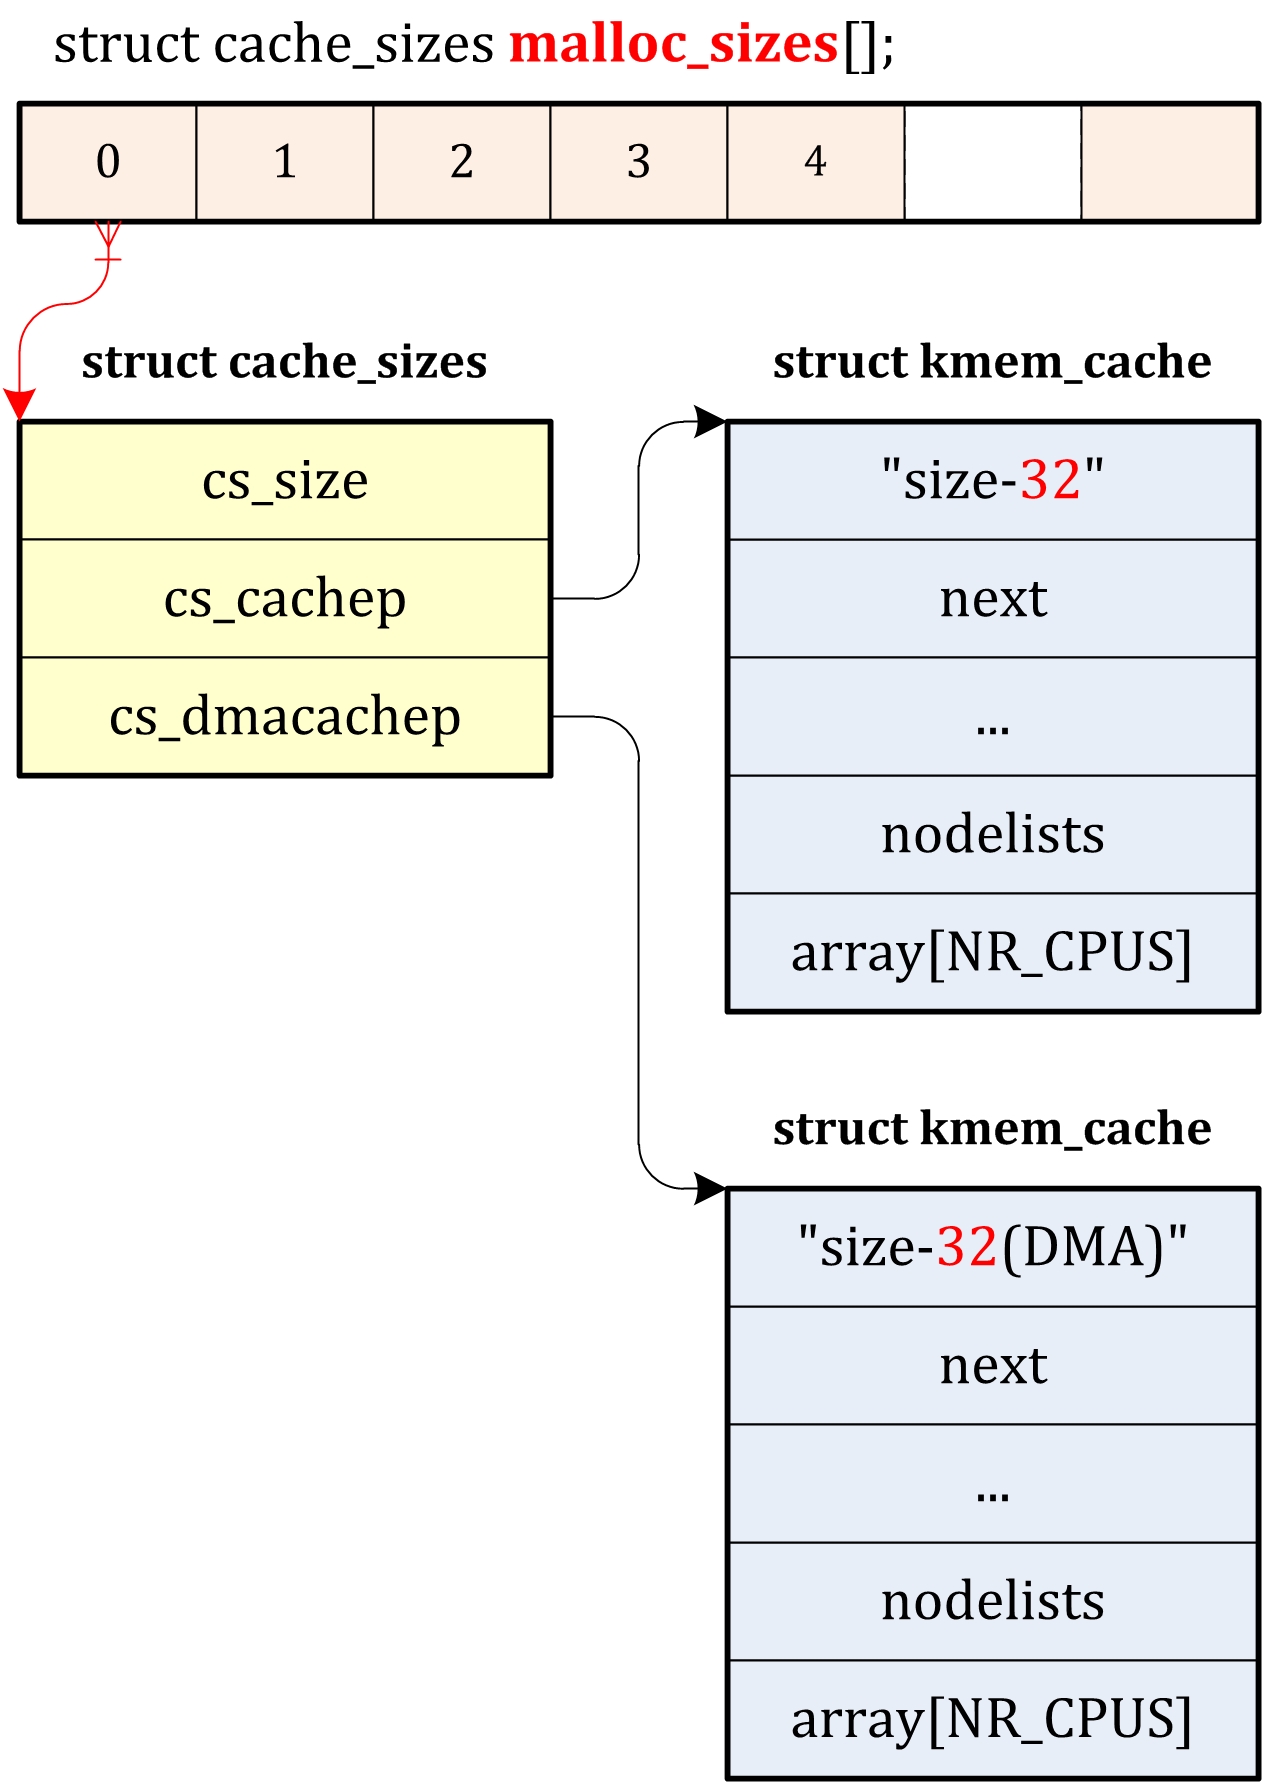 struct cache_sizes malloc_sizes[];
0 1 2 3 4
struct cache_sizes
cs_size
cs_cachep
cs_dmacachep
struct kmem_cache
"size-32"
next
...
nodelists
array[NR_CPUS]
struct kmem_cache
"size-32(DMA)"
next
...
nodelists
array[NR_CPUS]